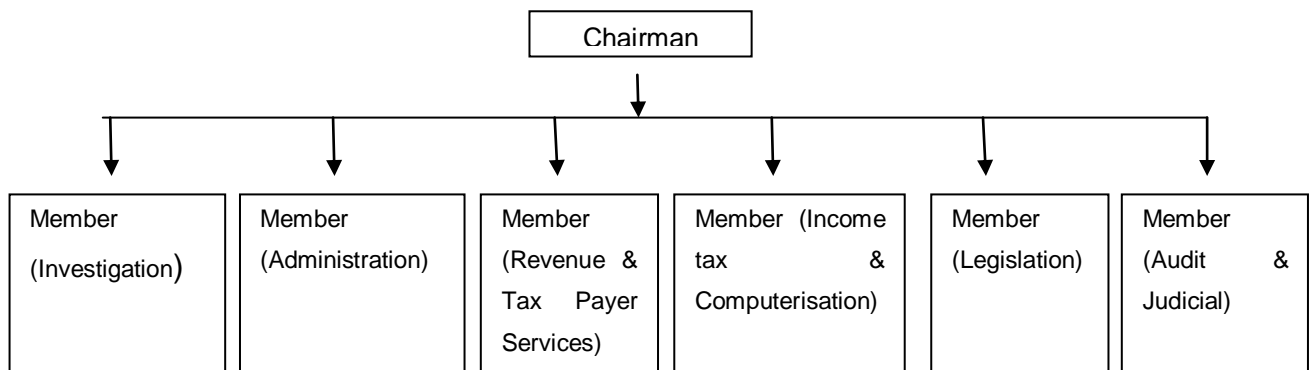 Chairman
Member
(Investigation)
Member
(Administration)
Member
(Revenue &
Tax Payer
Services)
Member (Income
tax &
Computerisation)
Member
(Legislation)
Member
(Audit &
Judicial)